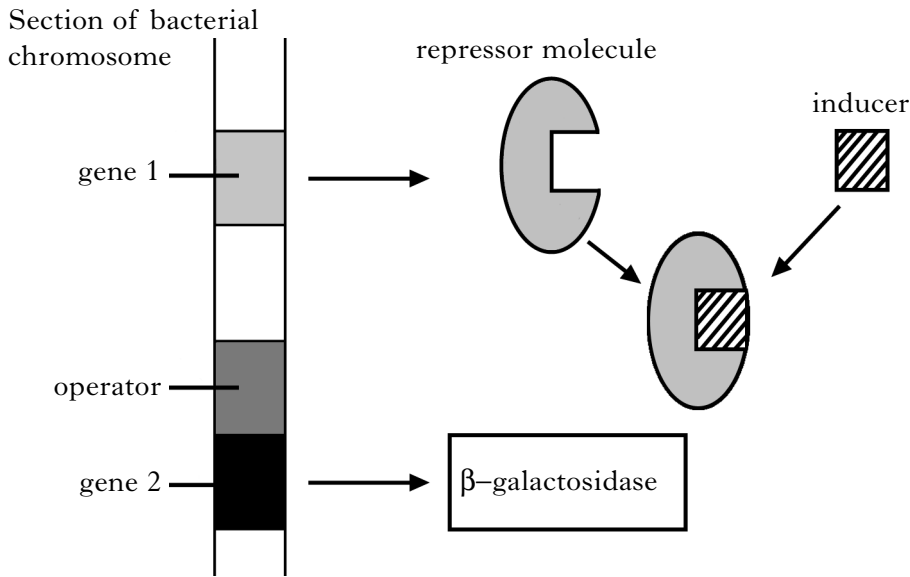 Section of bacterial
chromosome
repressor molecule
inducer
gene 1
operator
gene 2
β–galactosidase